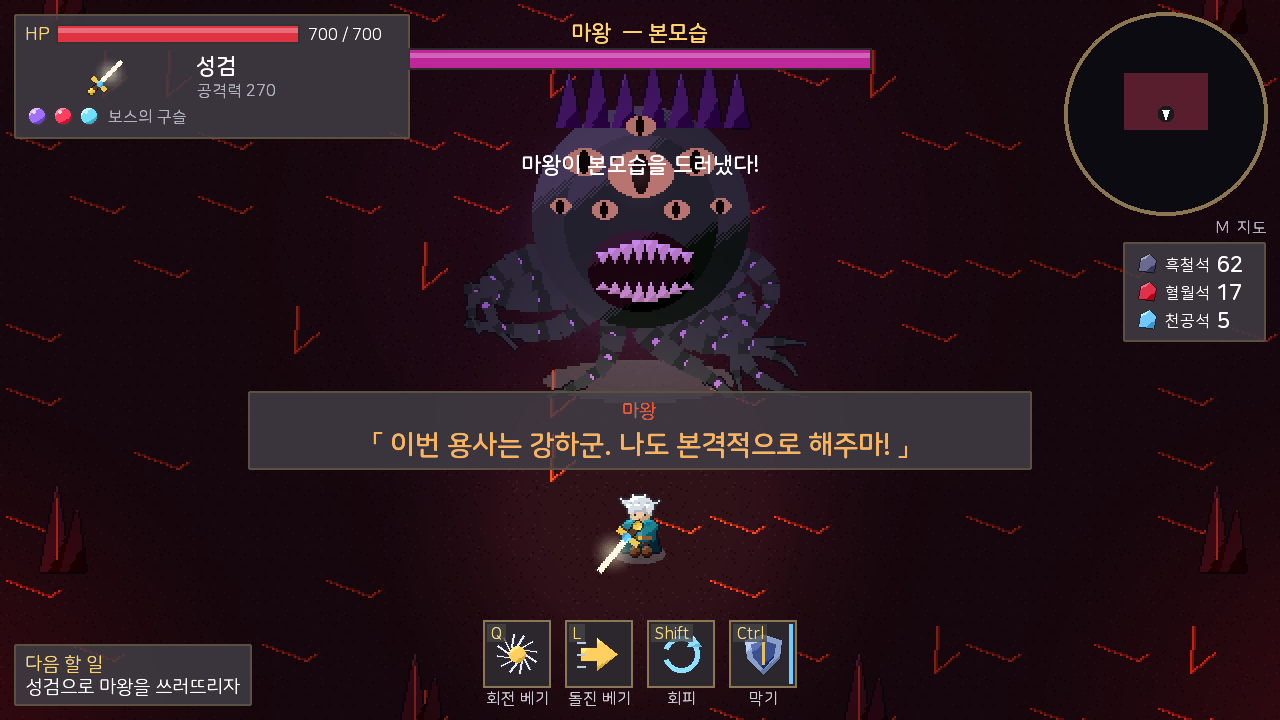 HP 700 / 700
성검
공격력 270
보스의 구슬
마왕 — 본모습
마왕이 본모습을 드러냈다!
M 지도
흑철석 62
혈월석 17
천공석 5
마왕
「 이번 용사는 강하군. 나도 본격적으로 해주마! 」
다음 할 일
성검으로 마왕을 쓰러뜨리자
Q
회전 베기
L
돌진 베기
Shift
회피
Ctrl
막기